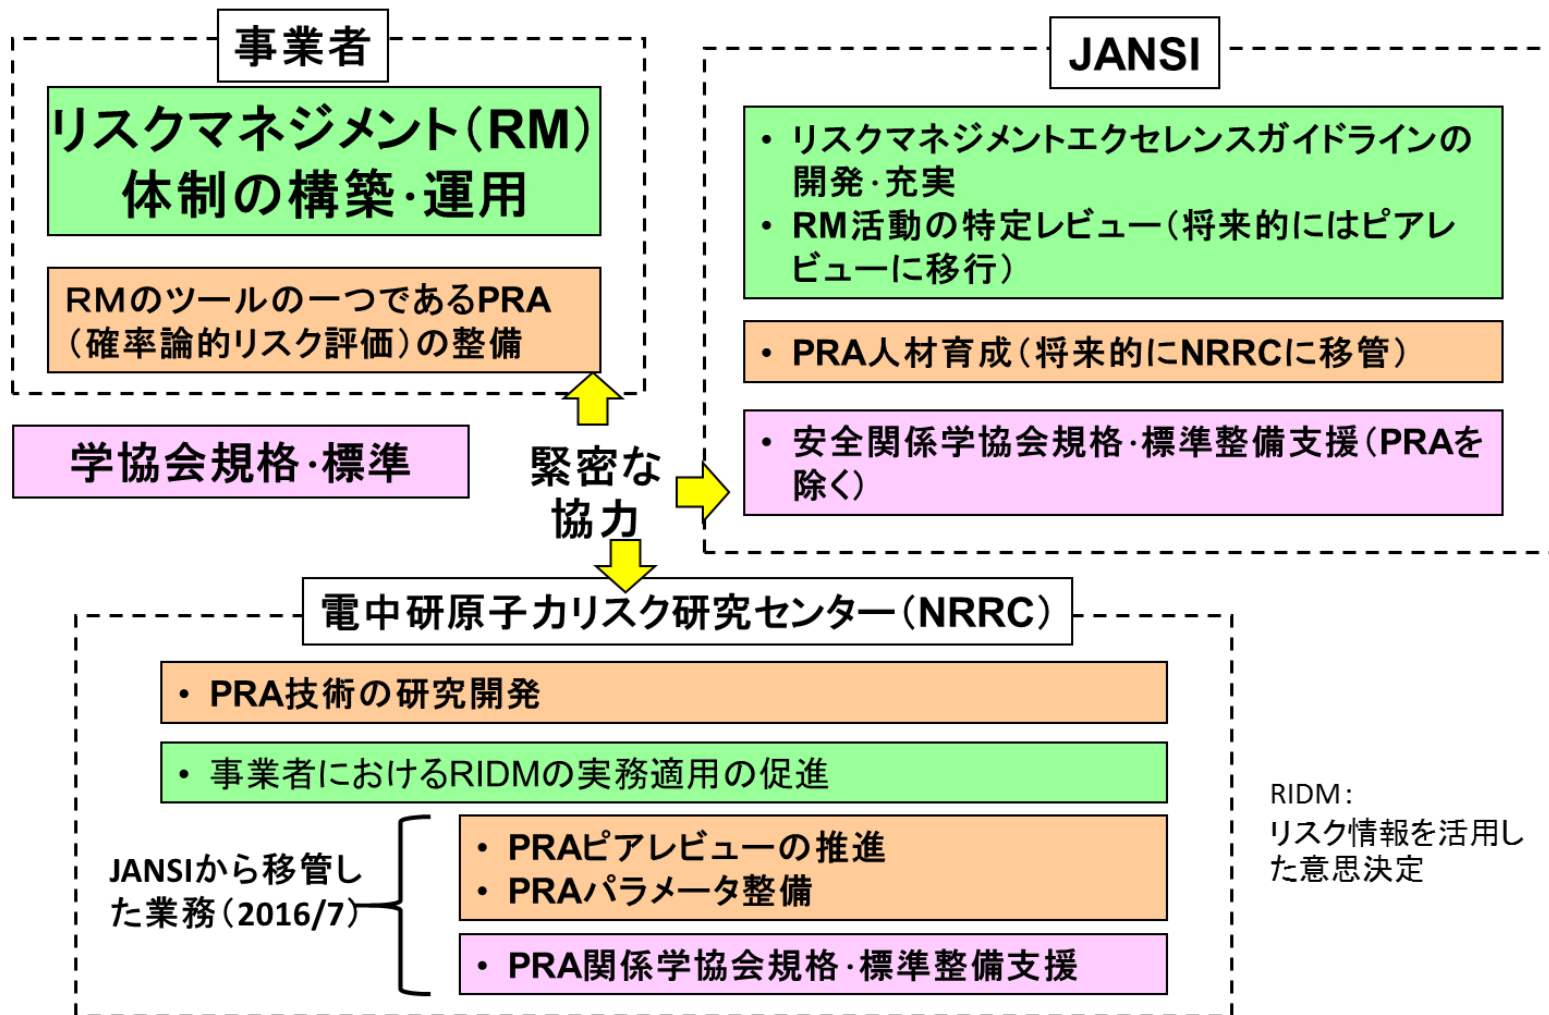 事業者
リスクマネジメント（RM）
体制の構築・運用
ＲＭのツールの一つであるPRA
（確率論的リスク評価）の整備
学協会規格・標準
緊密な
協力
JANSI
• リスクマネジメントエクセレンスガイドラインの
開発・充実
• RM活動の特定レビュー（将来的にはピアレ
ビューに移行）
• PRA人材育成（将来的にNRRCに移管）
• 安全関係学協会規格・標準整備支援（PRAを
除く）
電中研原子力リスク研究センター（NRRC）
• PRA技術の研究開発
• 事業者におけるRIDMの実務適用の促進
JANSIから移管し
た業務（2016/7）
• PRAピアレビューの推進
• PRAパラメータ整備
• PRA関係学協会規格・標準整備支援
RIDM：
リスク情報を活用し
た意思決定